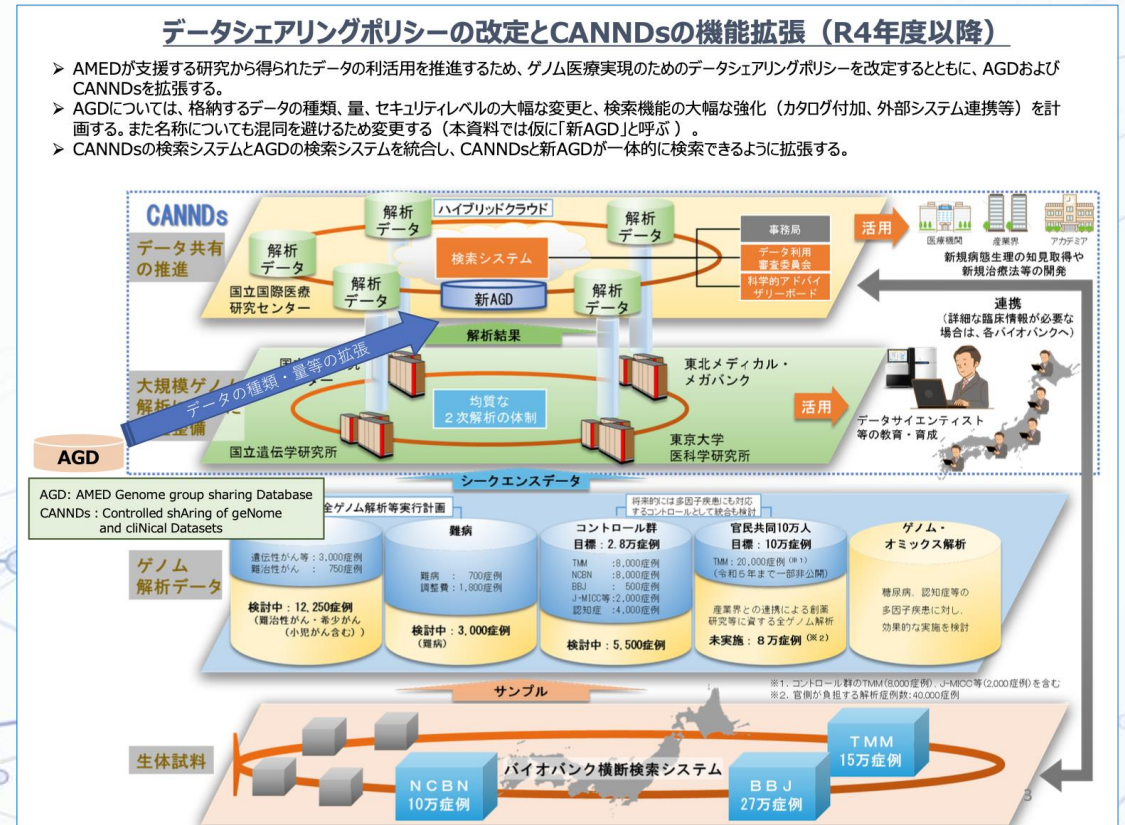 データシェアリングポリシーの改定とCANNDsの機能拡張（R4年度以降）
➢ AMEDが支援する研究から得られたデータの利活用を推進するため、ゲノム医療実現のためのデータシェアリングポリシーを改定するとともに、AGDおよび
CANNDsを拡張する。
➢ AGDについては、格納するデータの種類、量、セキュリティレベルの大幅な変更と、検索機能の大幅な強化（カタログ付加、外部システム連携等）を計
画する。また名称についても混同を避けるため変更する（本資料では仮に「新AGD」と呼ぶ ）。
➢ CANNDsの検索システムとAGDの検索システムを統合し、CANNDsと新AGDが一体的に検索できるように拡張する。
CANNDs
データ共有
の推進
解析
データ
ハイブリッドクラウド
解析
データ
解析
データ
検索システム
解析
データ
新AGD
解析
データ
国立国際医療
研究センター
事務局
データ利用
審査委員会
科学的アドバイ
ザリーボード
活用
医療機関
産業界
アカデミア
新規病態生理の知見取得や
新規治療法等の開発
連携
（詳細な臨床情報が必要な
場合は、各バイオバンクへ）
解析結果
データの種類・量等の拡張
大規模ゲノム
解析
整備
国立
ター
東北メディカル・
メガバンク
均質な
２次解析の体制
国立遺伝学研究所
東京大学
医科学研究所
活用
データサイエンティスト
等の教育・育成
AGD
AGD: AMED Genome group sharing Database
CANNDs : Controlled shAring of geNome
and cliNical Datasets
シークエンスデータ
全ゲノム解析等実行計画
将来的には多因子疾患にも対応
するコントロールとして統合も検討
ゲノム
解析データ
遺伝性がん等：3,000症例
難治性がん　：　750症例
検討中：12,250症例
（難治性がん・希少がん
（小児がん含む））
難病
難病　：　700症例
調整費：1,800症例
検討中：3,000症例
（難病）
コントロール群
目標：2.8万症例
TMM　　：8,000症例
NCBN　　：8,000症例
BBJ　　：　500症例
J-MICC等：2,000症例
認知症　：4,000症例
検討中：5,500症例
官民共同10万人
目標：10万症例
TMM：20,000症例（※１）
（令和５年まで一部非公開）
産業界との連携による創薬
研究等に資する全ゲノム解析
未実施：８万症例（※２）
ゲノム・
オミックス解析
糖尿病、認知症等の
多因子疾患に対し、
効果的な実施を検討
※１．コントロール群のTMM（8,000症例）、J-MICC等（2,000症例）を含む
※２．官側が負担する解析症例数：40,000症例
サンプル
生体試料
バイオバンク横断検索システム
ＮＣＢＮ
10万症例
ＢＢＪ
27万症例
ＴＭＭ
15万症例
3